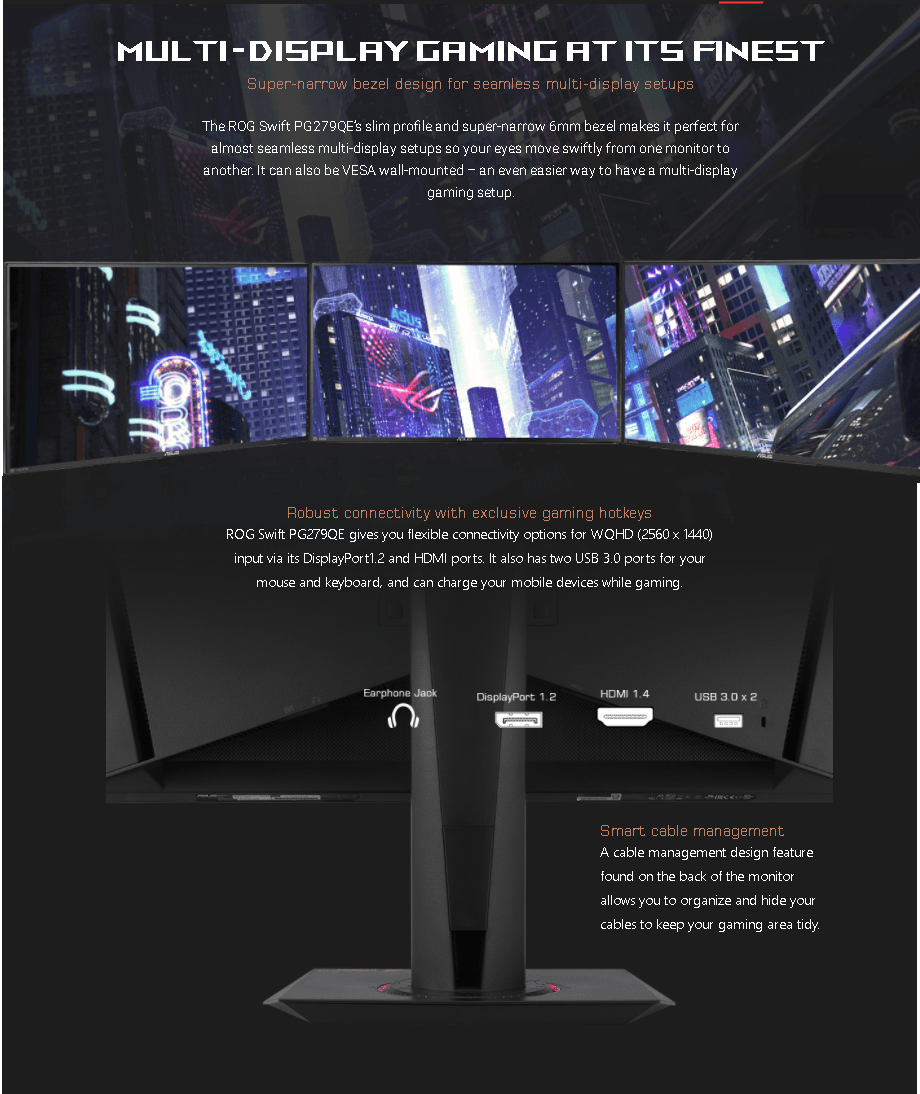 MULTI-DISPLAY GAMING AT ITS FINEST
Super-narrow bezel design for seamless multi-display setups
The ROG Swift PG279QE's slim profile and super-narrow 6mm bezel makes it perfect for
almost seamless multi-display setups so your eyes move swiftly from one monitor to
another. It can also be VESA wall-mounted – an even easier way to have a multi-display
gaming setup.
ASUS
ASUS
ASUS
ASUS
Robust connectivity with exclusive gaming hotkeys
ROG Swift PG279QE gives you flexible connectivity options for WQHD (2560 x 1440)
input via its DisplayPort1.2 and HDMI ports. It also has two USB 3.0 ports for your
mouse and keyboard, and can charge your mobile devices while gaming.
Earphone Jack
DisplayPort 1.2
HDMI 1.4
USB 3.0 x 2
Smart cable management
A cable management design feature
found on the back of the monitor
allows you to organize and hide your
cables to keep your gaming area tidy.